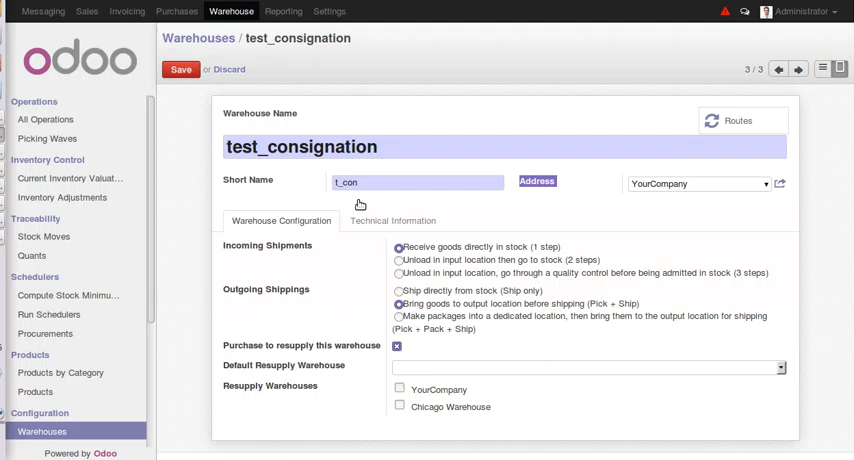 Messaging Sales Invoicing Purchases Warehouse Reporting Settings Administrator
odoo
Operations
All Operations
Picking Waves
Inventory Control
Current Inventory Valuat...
Inventory Adjustments
Traceability
Stock Moves
Quants
Schedulers
Compute Stock Minimu...
Run Schedulers
Procurements
Products
Products by Category
Products
Configuration
Warehouses
Powered by Odoo
Warehouses / test_consignation
Save or Discard
3 / 3
Warehouse Name
Routes
test_consignation
Short Name t_con Address YourCompany
Warehouse Configuration Technical Information
Incoming Shipments Receive goods directly in stock (1 step)
Unload in input location then go to stock (2 steps)
Unload in input location, go through a quality control before being admitted in stock (3 steps)
Outgoing Shippings Ship directly from stock (Ship only)
Bring goods to output location before shipping (Pick + Ship)
Make packages into a dedicated location, then bring them to the output location for shipping
(Pick + Pack + Ship)
Purchase to resupply this warehouse
Default Resupply Warehouse
Resupply Warehouses YourCompany
Chicago Warehouse